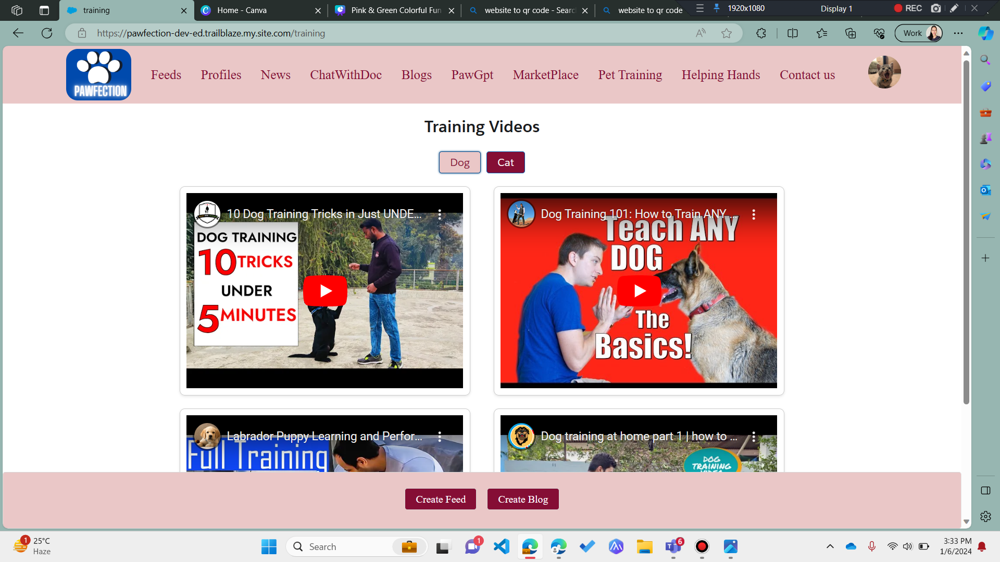 training
Home - Canva
Pink & Green Colorful Fun
website to qr code - Searc
website to qr code
1920x1080
Display 1
REC
https://pawfection-dev-ed.trailblaze.my.site.com/training
Work
PAWFECTION
Feeds
Profiles
News
ChatWithDoc
Blogs
PawGpt
MarketPlace
Pet Training
Helping Hands
Contact us
Training Videos
Dog
Cat
10 Dog Training Tricks in Just UNDE...
DOG TRAINING
10 TRICKS
UNDER
5 MINUTES
Dog Training 101: How to Train ANY ...
Teach ANY
DOG
The
Basics!
Labrador Puppy Learning and Perfor...
Full Training
Dog training at home part 1 | how to ...
DOG
TRAINING
VIDEO
Create Feed
Create Blog
1
25°C
Haze
Search
1
6
3:33 PM
1/6/2024